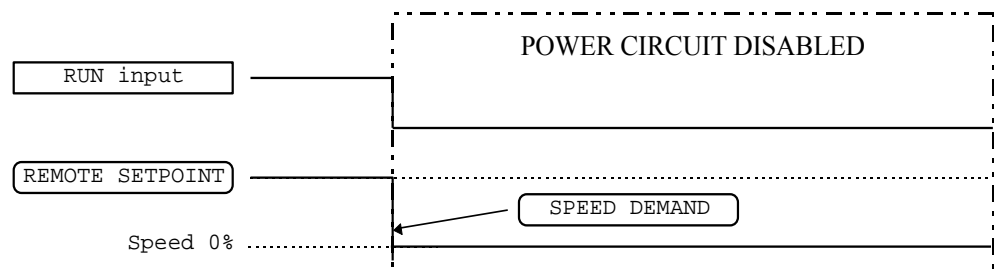 POWER CIRCUIT DISABLED
RUN input
REMOTE SETPOINT
SPEED DEMAND
Speed 0%